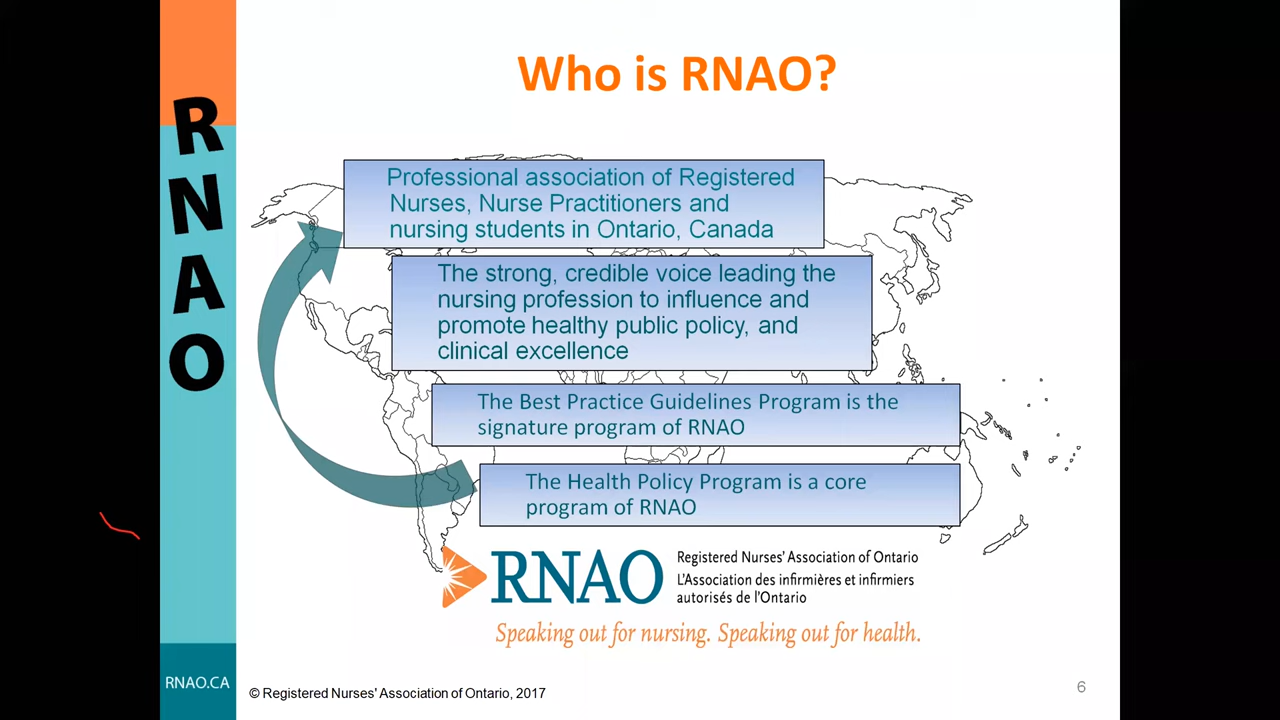 Who is RNAO?
R
N
A
O
Professional association of Registered
Nurses, Nurse Practitioners and
nursing students in Ontario, Canada
The strong, credible voice leading the
nursing profession to influence and
promote healthy public policy, and
clinical excellence
The Best Practice Guidelines Program is the
signature program of RNAO
The Health Policy Program is a core
program of RNAO
RNAO
Registered Nurses' Association of Ontario
L'Association des infirmières et infirmiers
autorisés de l'Ontario
Speaking out for nursing. Speaking out for health.
RNAO.CA
© Registered Nurses' Association of Ontario, 2017
6